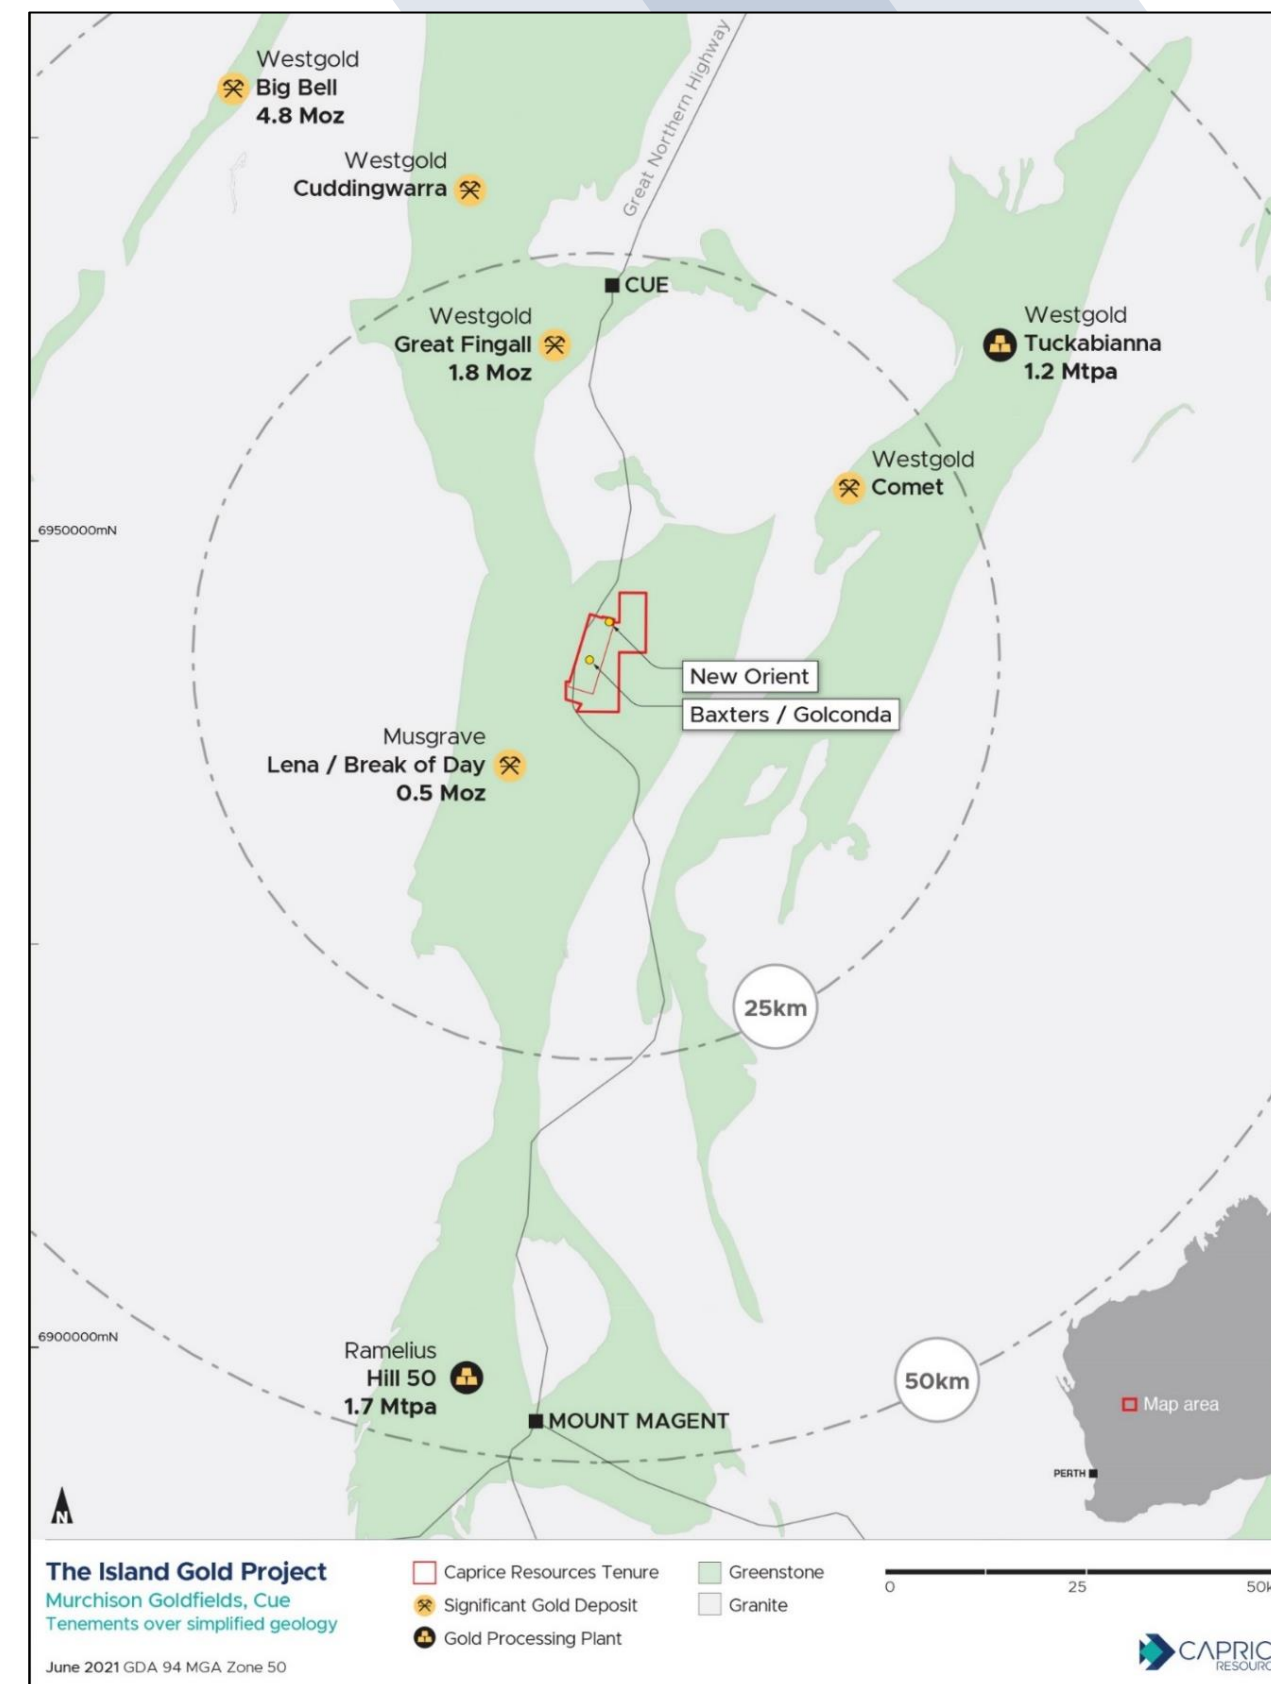 Westgold
Big Bell
4.8 Moz
Great Northern Highway
Westgold
Cuddingwarra
CUE
Westgold
Great Fingall
1.8 Moz
Westgold
Tuckabianna
1.2 Mtpa
Westgold
Comet
6950000mN
New Orient
Baxters / Golconda
Musgrave
Lena / Break of Day
0.5 Moz
25km
6900000mN
Ramelius
Hill 50
1.7 Mtpa
50km
MOUNT MAGENT
Map area
PERTH
N
The Island Gold Project
Murchison Goldfields, Cue
Tenements over simplified geology
June 2021 GDA 94 MGA Zone 50
Caprice Resources Tenure
Significant Gold Deposit
Gold Processing Plant
Greenstone
Granite
0 25 50k
CAPRIC
RESOURC